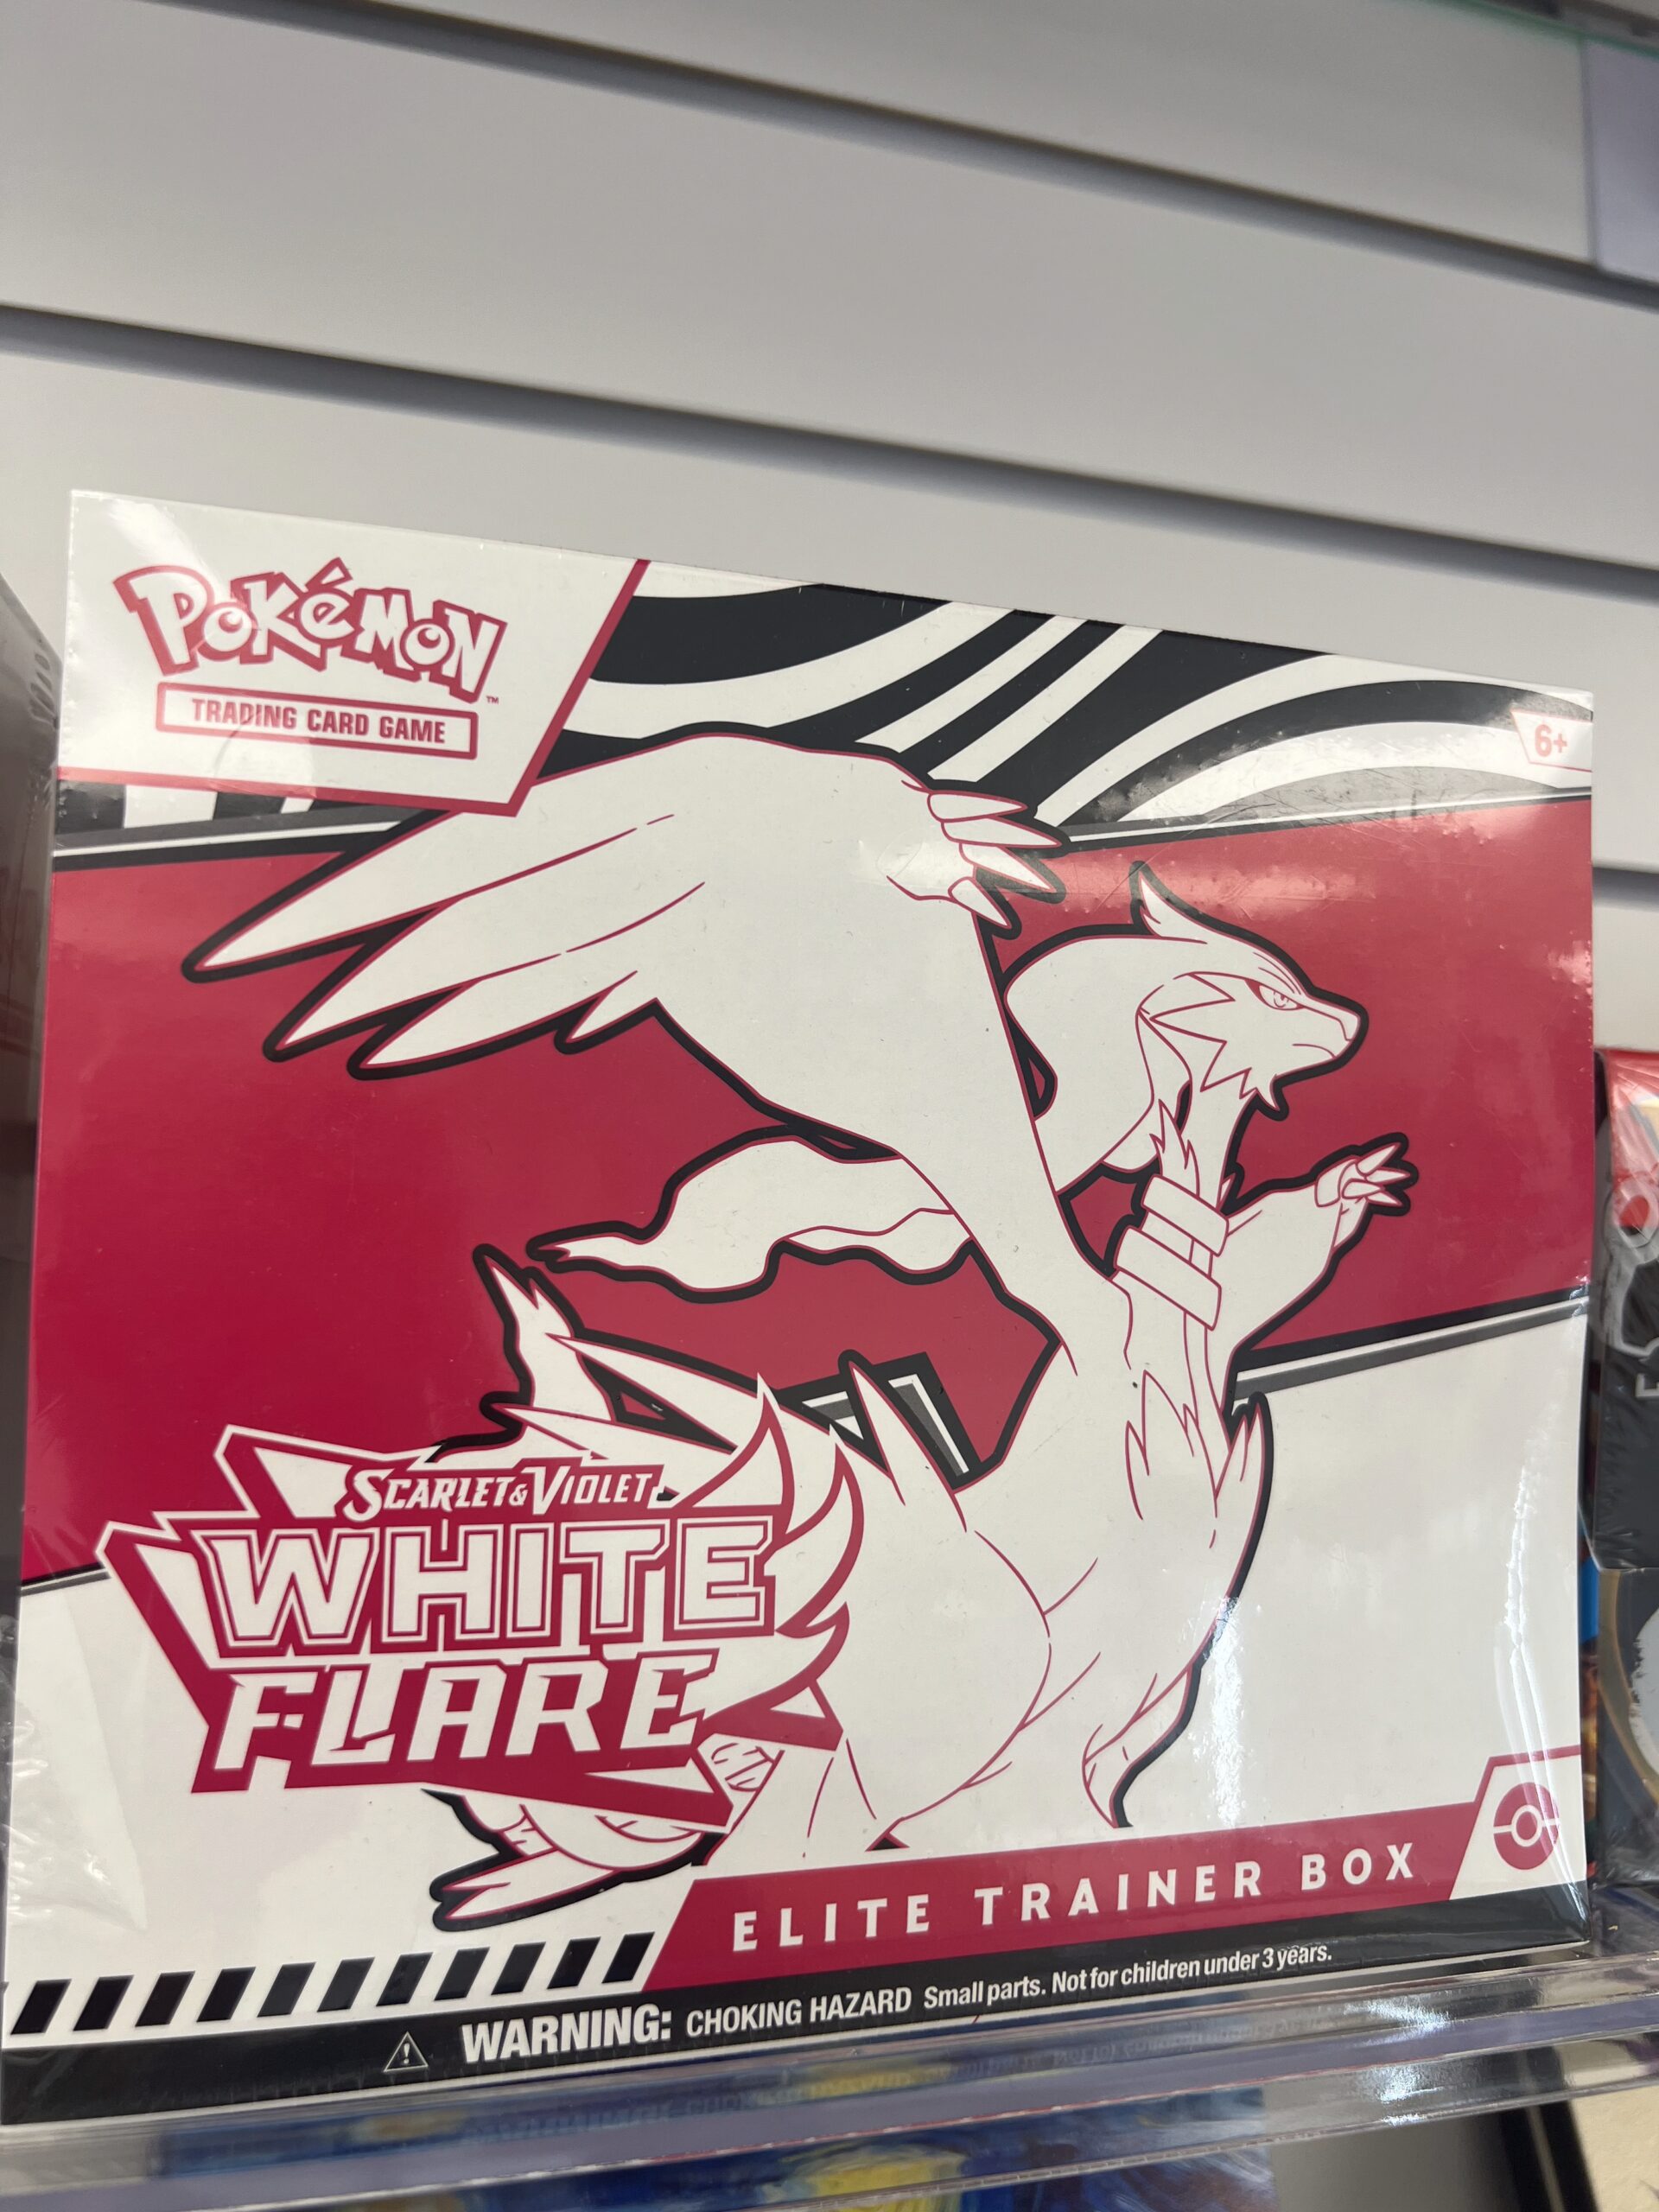 Pokémon
TM
TRADING CARD GAME
6+
SCARLET & VIOLET
WHITE
FLARE
ELITE TRAINER BOX
WARNING: CHOKING HAZARD Small parts. Not for children under 3 years.